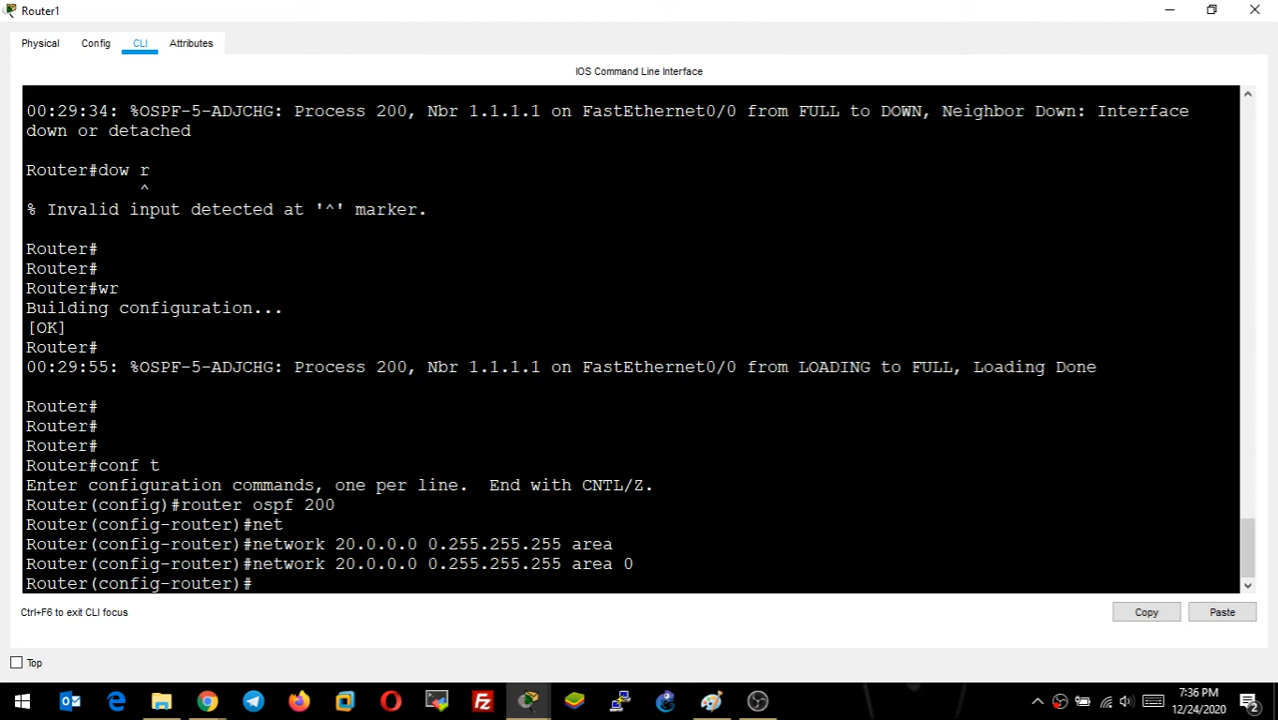 Router1
Physical Config CLI Attributes
IOS Command Line Interface
00:29:34: %OSPF-5-ADJCHG: Process 200, Nbr 1.1.1.1 on FastEthernet0/0 from FULL to DOWN, Neighbor Down: Interface
down or detached
Router#dow r
^
% Invalid input detected at '^' marker.
Router#
Router#
Router#wr
Building configuration...
[OK]
Router#
00:29:55: %OSPF-5-ADJCHG: Process 200, Nbr 1.1.1.1 on FastEthernet0/0 from LOADING to FULL, Loading Done
Router#
Router#
Router#
Router#conf t
Enter configuration commands, one per line.  End with CNTL/Z.
Router(config)#router ospf 200
Router(config-router)#net
Router(config-router)#network 20.0.0.0 0.255.255.255 area
Router(config-router)#network 20.0.0.0 0.255.255.255 area 0
Router(config-router)#
Ctrl+F6 to exit CLI focus
Copy Paste
Top
7:36 PM
12/24/2020
2